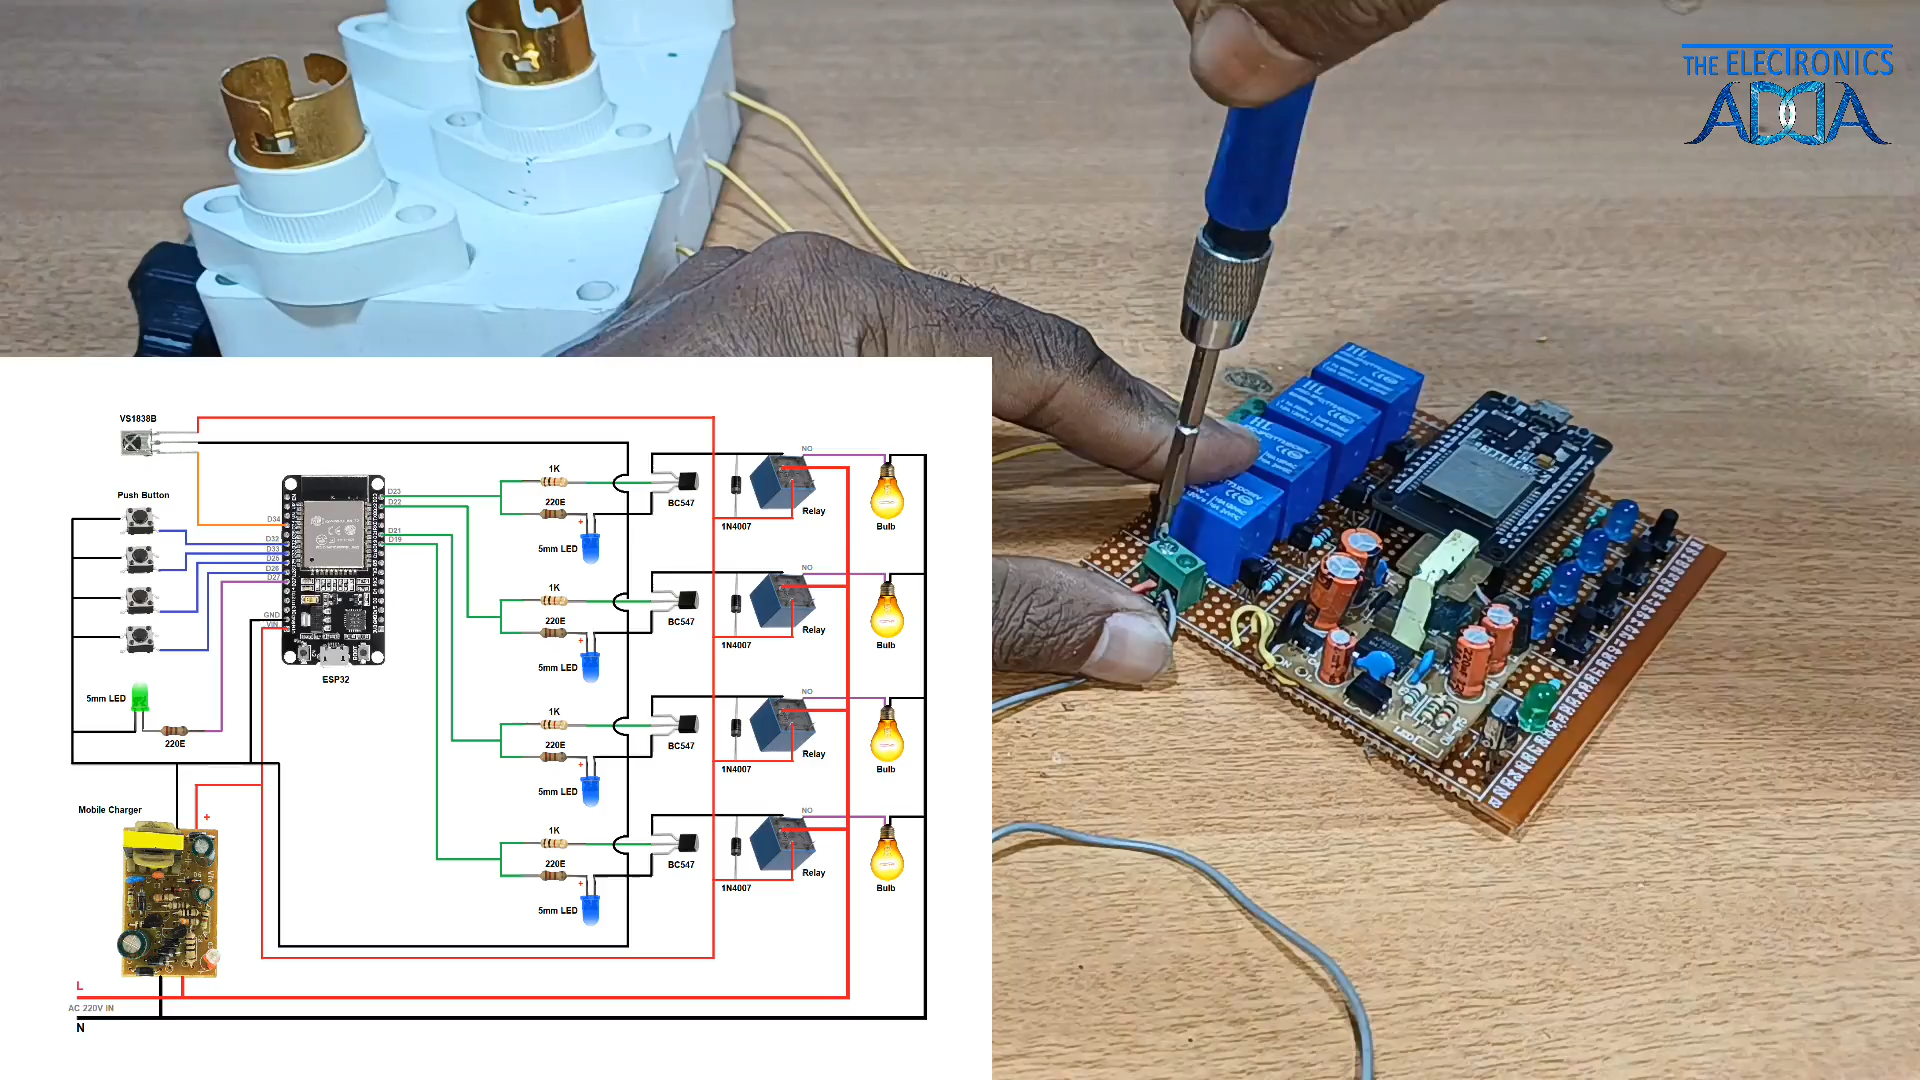 THE ELECTRONICS
ADDA
VS1838B
Push Button
D34
D32
D33
D25
D26
D27
GND
VIN
D23
D22
D21
D19
ESP32
5mm LED
220E
Mobile Charger
+
L
AC 220V IN
N
1K
220E
+
5mm LED
BC547
1N4007
NO
Relay
Bulb
1K
220E
+
5mm LED
BC547
1N4007
NO
Relay
Bulb
1K
220E
+
5mm LED
BC547
1N4007
NO
Relay
Bulb
1K
220E
+
5mm LED
BC547
1N4007
NO
Relay
Bulb
HL
HL
HL